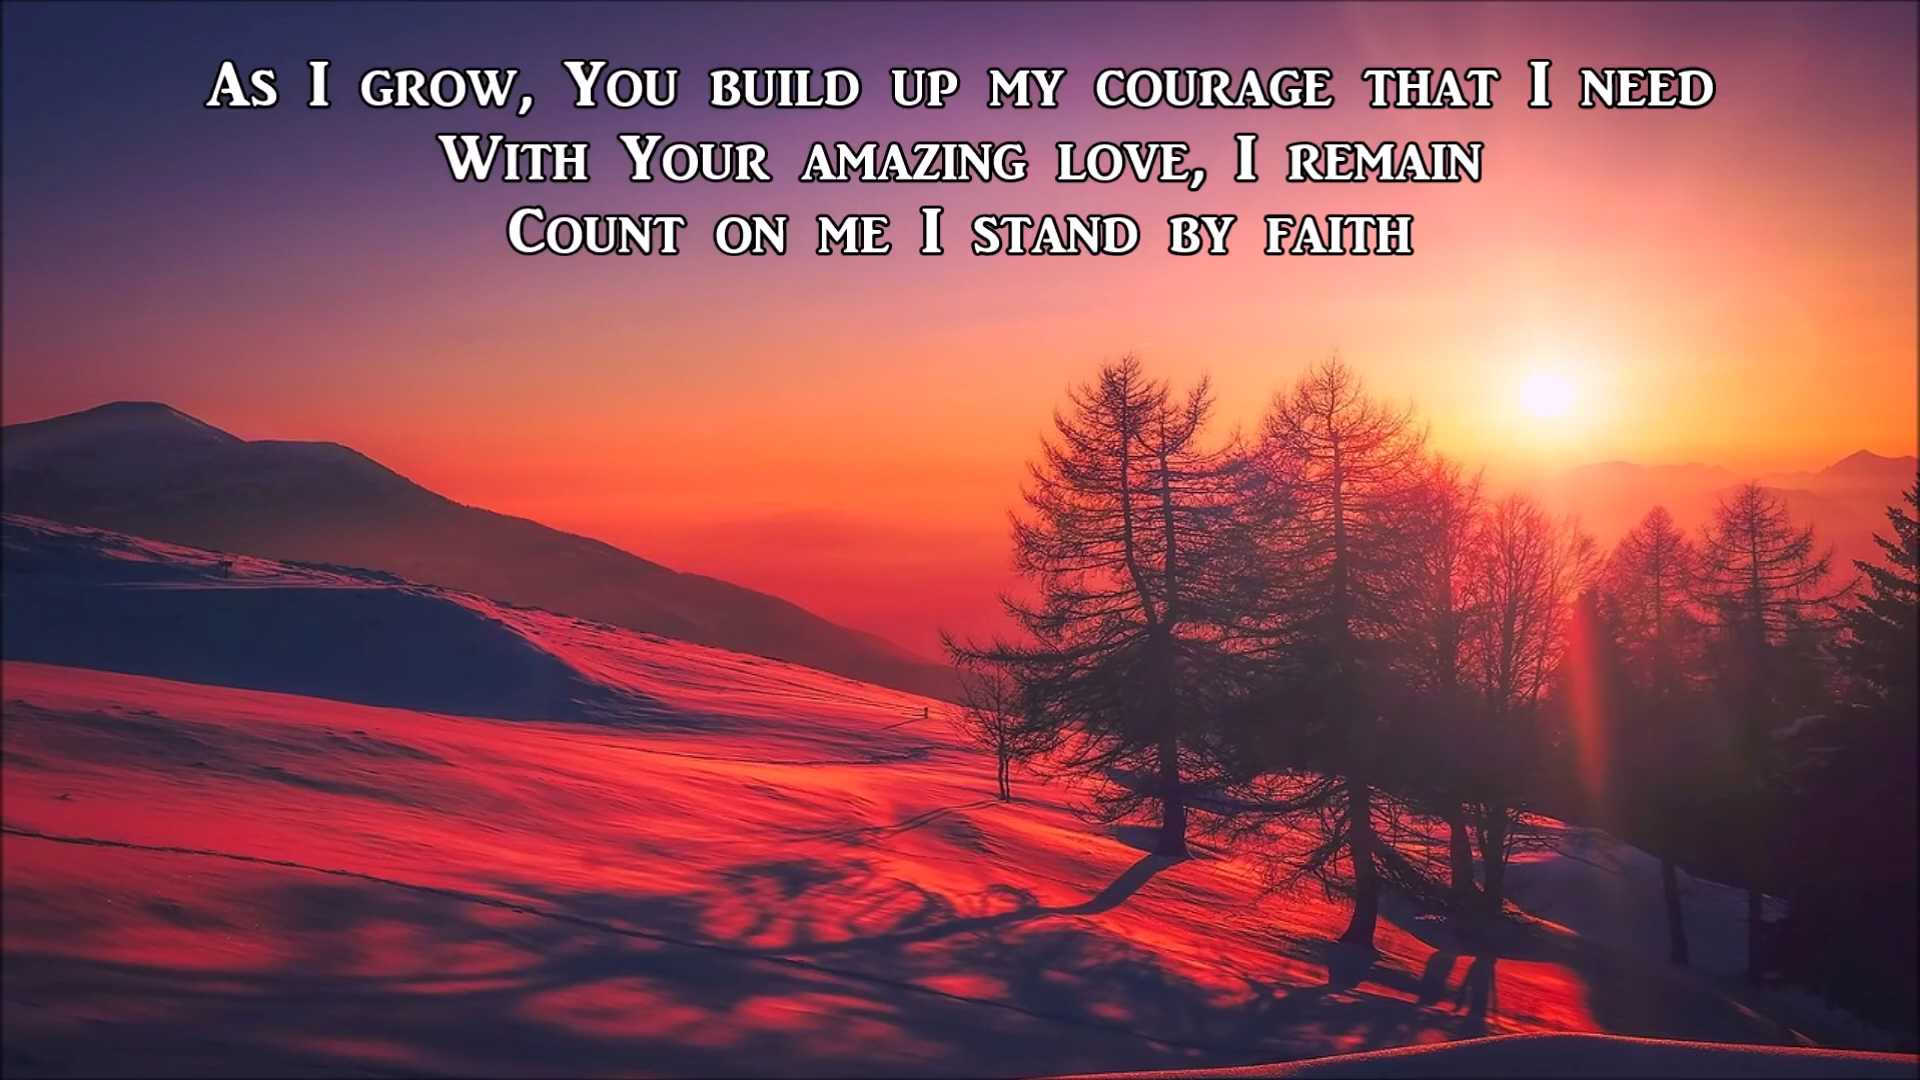 As I grow, You build up my courage that I need
With Your amazing love, I remain
Count on me I stand by faith